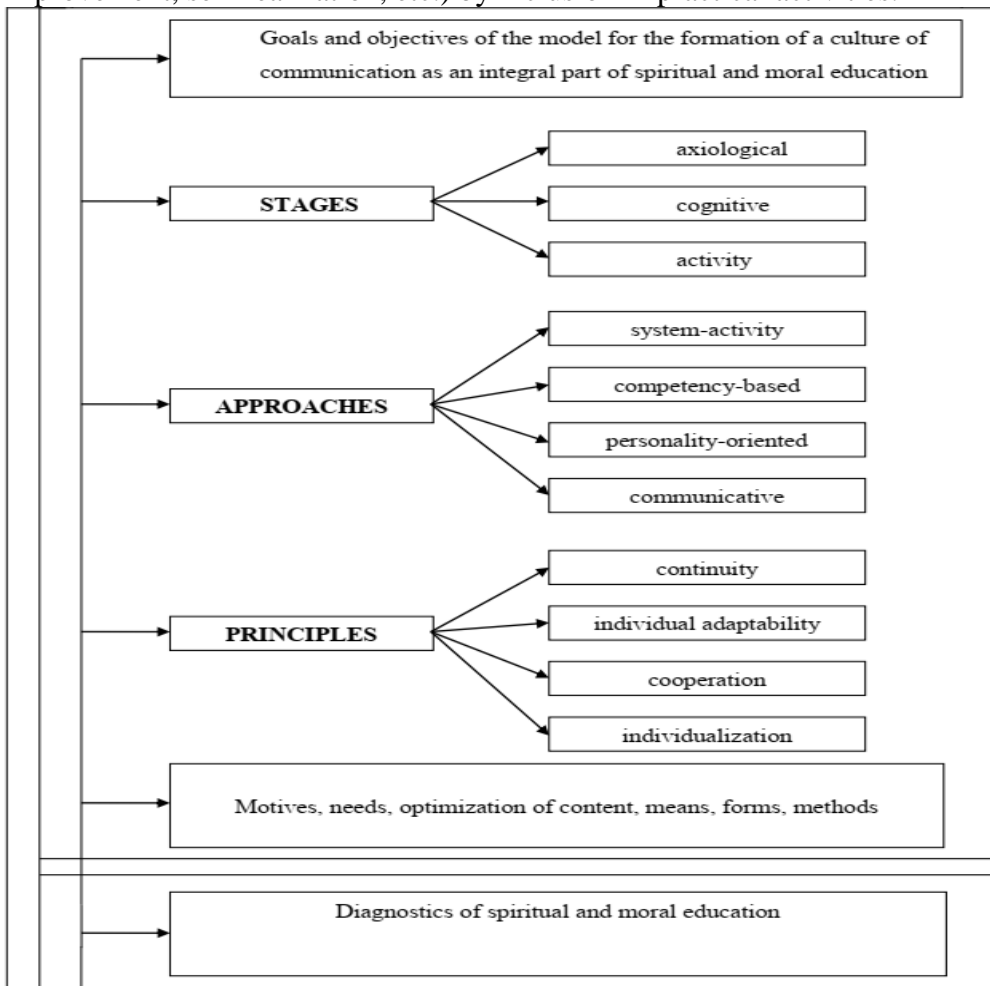 Goals and objectives of the model for the formation of a culture of
communication as an integral part of spiritual and moral education
axiological
STAGES
cognitive
activity
system-activity
competency-based
APPROACHES
personality-oriented
communicative
continuity
individual adaptability
PRINCIPLES
cooperation
individualization
Motives, needs, optimization of content, means, forms, methods
Diagnostics of spiritual and moral education